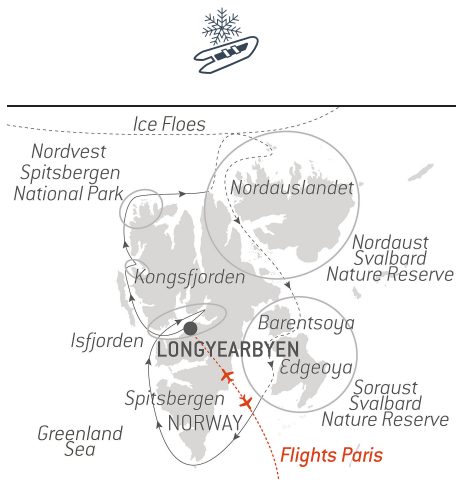 Ice Floes
Nordvest
Spitsbergen
National Park
Nordauslandet
Nordaust
Svalbard
Nature Reserve
Kongsfjorden
Barentsoya
Isfjorden
LONGYEARBYEN
Edgeoya
Spitsbergen
NORWAY
Soraust
Svalbard
Nature Reserve
Greenland
Sea
Flights Paris